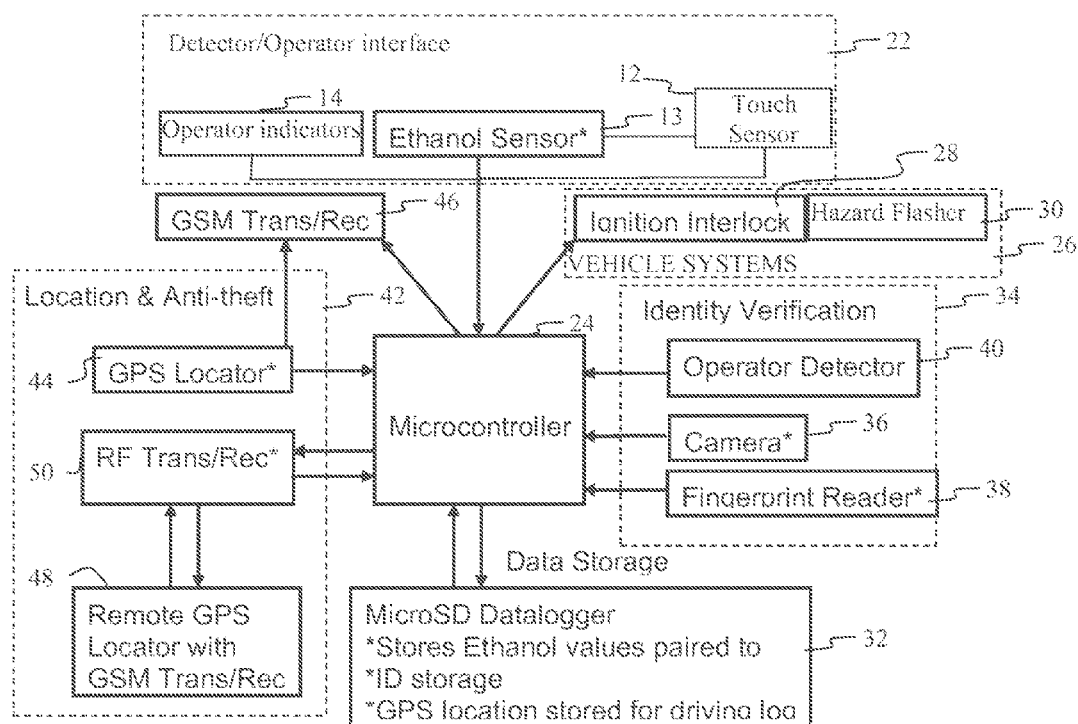 Detector/Operator interface
22
12
14
Touch
Sensor
Operator indicators
Ethanol Sensor*
13
28
GSM Trans/Rec
46
Ignition Interlock
Hazard Flasher
30
VEHICLE SYSTEMS
26
Location & Anti-theft
42
24
Identity Verification
34
44
GPS Locator*
Operator Detector
40
Microcontroller
Camera*
36
50
RF Trans/Rec*
Fingerprint Reader*
38
Data Storage
48
Remote GPS
Locator with
GSM Trans/Rec
MicroSD Datalogger
*Stores Ethanol values paired to
*ID storage
*GPS location stored for driving log
32